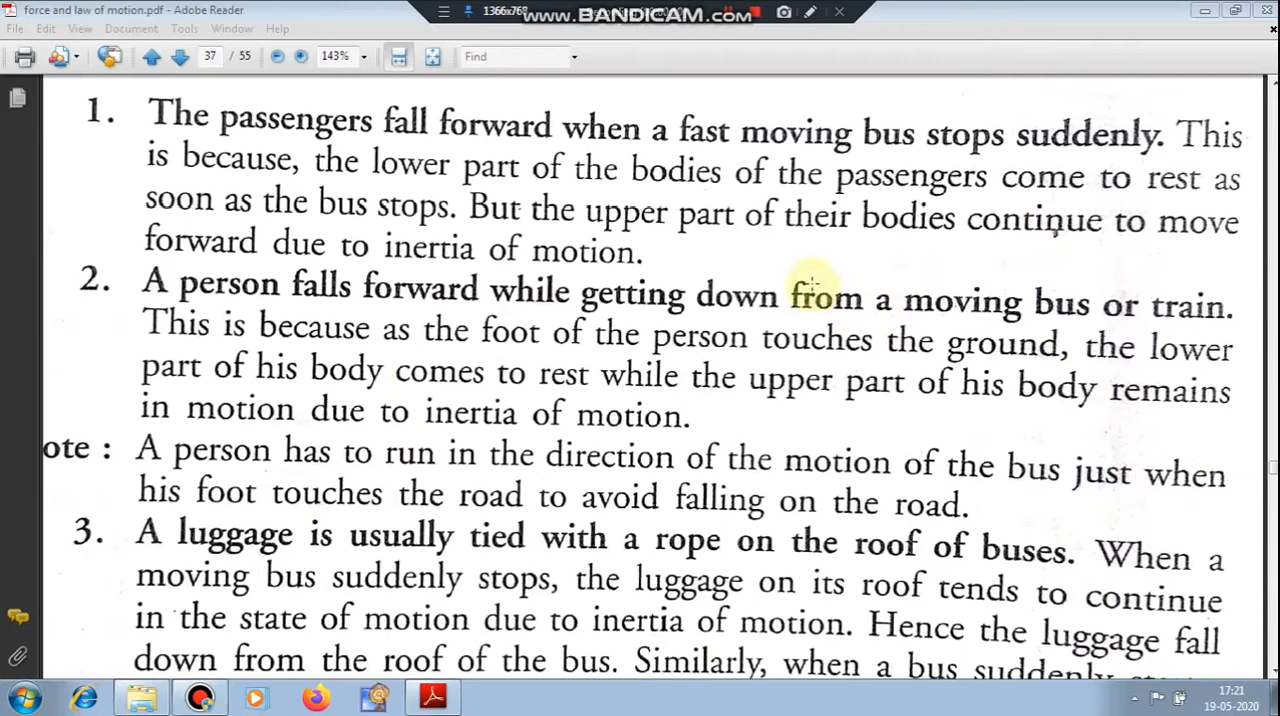 force and law of motion.pdf - Adobe Reader
1366x768
www.BANDICAM.com
File Edit View Document Tools Window Help
37 / 55 143% Find
1. The passengers fall forward when a fast moving bus stops suddenly. This
is because, the lower part of the bodies of the passengers come to rest as
soon as the bus stops. But the upper part of their bodies continue to move
forward due to inertia of motion.
2. A person falls forward while getting down from a moving bus or train.
This is because as the foot of the person touches the ground, the lower
part of his body comes to rest while the upper part of his body remains
in motion due to inertia of motion.
ote : A person has to run in the direction of the motion of the bus just when
his foot touches the road to avoid falling on the road.
3. A luggage is usually tied with a rope on the roof of buses. When a
moving bus suddenly stops, the luggage on its roof tends to continue
in the state of motion due to inertia of motion. Hence the luggage fall
down from the roof of the bus. Similarly, when a bus suddenly
17:21
19-05-2020